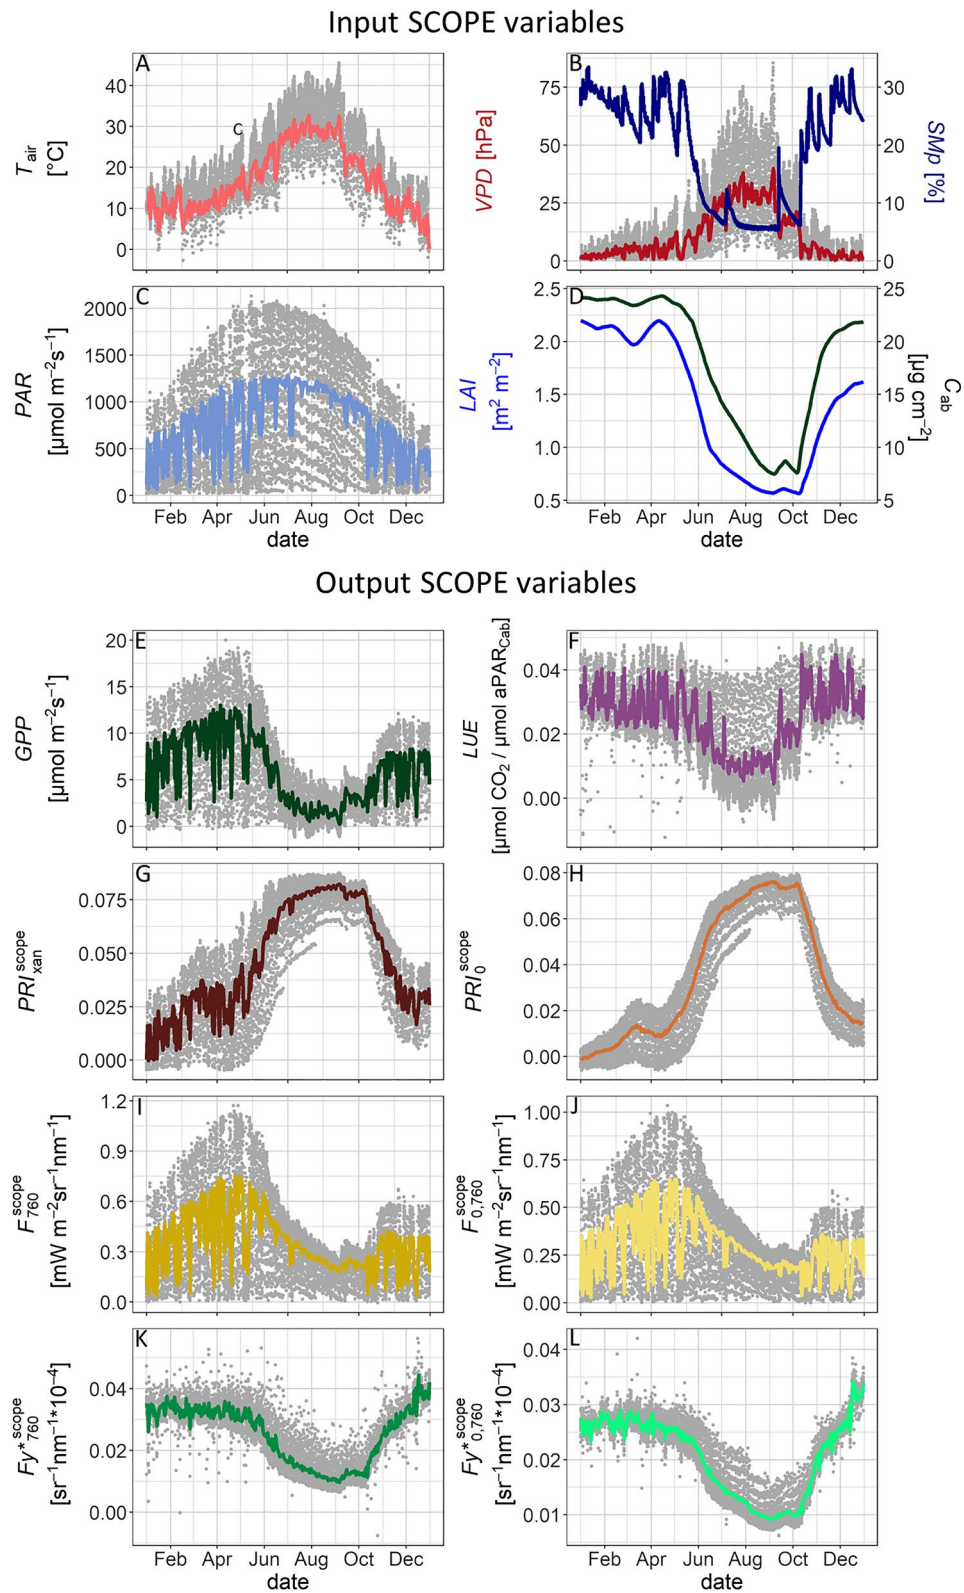 Input SCOPE variables
A
T_air
[°C]
40
30
20
10
0
C
B
VPD [hPa]
75
50
25
0
30
20
10
0
SMp [%]
C
PAR
[µmol m⁻²s⁻¹]
2000
1500
1000
500
0
Feb Apr Jun Aug Oct Dec
date
D
LAI
[m² m⁻²]
2.5
2.0
1.5
1.0
0.5
25
20
15
10
5
C_ab
[µg cm⁻²]
Feb Apr Jun Aug Oct Dec
date
Output SCOPE variables
E
GPP
[µmol m⁻²s⁻¹]
20
15
10
5
0
F
LUE
[µmol CO₂ / µmol aPAR_Cab]
0.04
0.02
0.00
G
PRI_xan^scope
0.075
0.050
0.025
0.000
H
PRI_0^scope
0.08
0.06
0.04
0.02
0.00
I
F_760^scope
[mW m⁻²sr⁻¹nm⁻¹]
1.2
0.9
0.6
0.3
0.0
J
F_0,760^scope
[mW m⁻²sr⁻¹nm⁻¹]
1.00
0.75
0.50
0.25
0.00
K
Fy*_760^scope
[sr⁻¹nm⁻¹*10⁻⁴]
0.04
0.02
0.00
Feb Apr Jun Aug Oct Dec
date
L
Fy*_0,760^scope
[sr⁻¹nm⁻¹*10⁻⁴]
0.04
0.03
0.02
0.01
Feb Apr Jun Aug Oct Dec
date